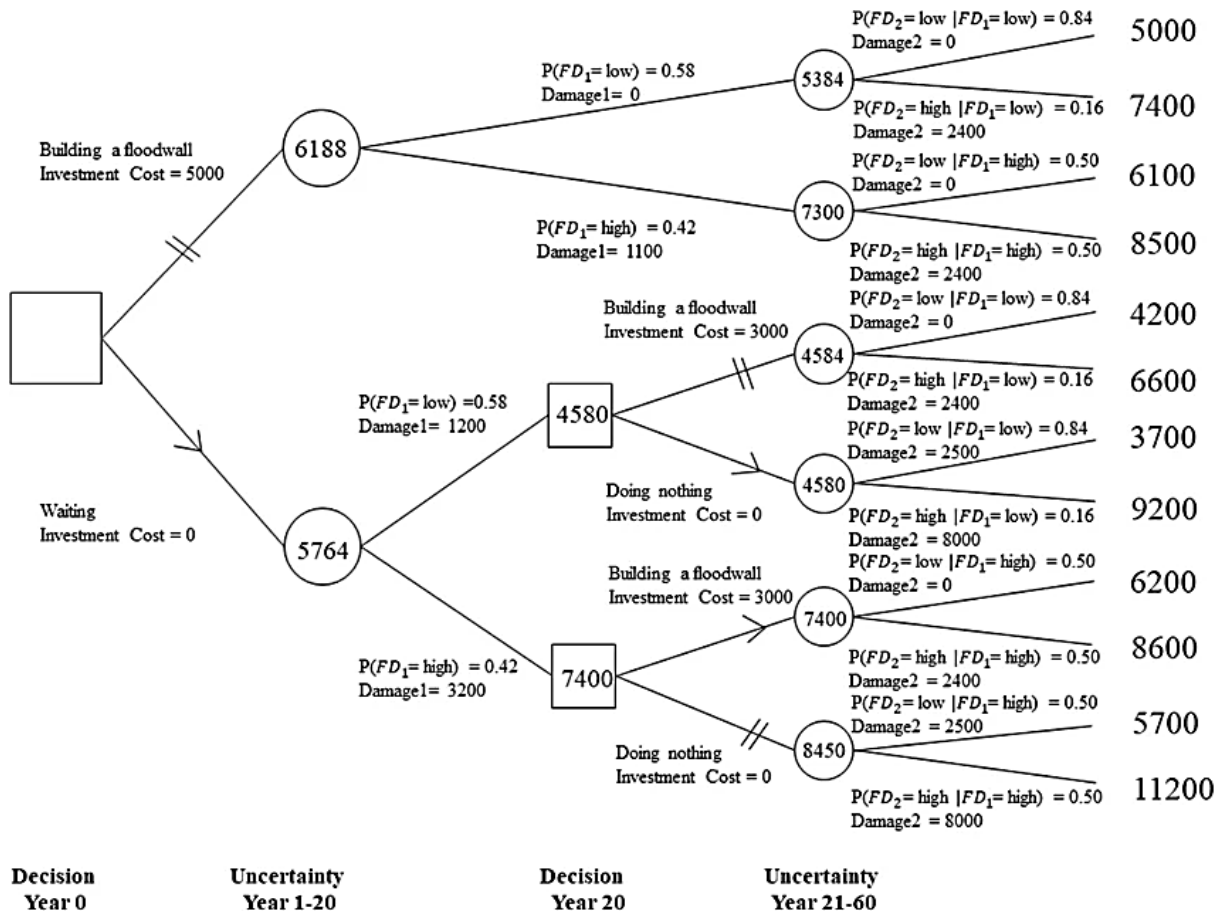 P(FD1= low) = 0.58
Damage1= 0
P(FD2= low |FD1= low) = 0.84
Damage2 = 0
5000
5384
P(FD2= high |FD1= low) = 0.16
Damage2 = 2400
7400
Building a floodwall
Investment Cost = 5000
6188
P(FD1= high) = 0.42
Damage1= 1100
P(FD2= low |FD1= high) = 0.50
Damage2 = 0
6100
7300
P(FD2= high |FD1= high) = 0.50
Damage2 = 2400
8500
Waiting
Investment Cost = 0
5764
P(FD1= low) =0.58
Damage1= 1200
4580
Building a floodwall
Investment Cost = 3000
P(FD2= low |FD1= low) = 0.84
Damage2 = 0
4200
4584
P(FD2= high |FD1= low) = 0.16
Damage2 = 2400
6600
Doing nothing
Investment Cost = 0
P(FD2= low |FD1= low) = 0.84
Damage2 = 2500
3700
4580
P(FD2= high |FD1= low) = 0.16
Damage2 = 8000
9200
P(FD1= high) = 0.42
Damage1= 3200
7400
Building a floodwall
Investment Cost = 3000
P(FD2= low |FD1= high) = 0.50
Damage2 = 0
6200
7400
P(FD2= high |FD1= high) = 0.50
Damage2 = 2400
8600
Doing nothing
Investment Cost = 0
P(FD2= low |FD1= high) = 0.50
Damage2 = 2500
5700
8450
P(FD2= high |FD1= high) = 0.50
Damage2 = 8000
11200
Decision
Year 0
Uncertainty
Year 1-20
Decision
Year 20
Uncertainty
Year 21-60